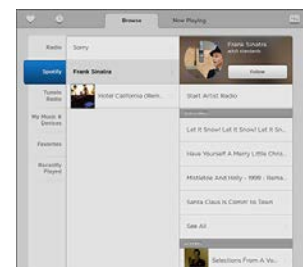 Browse
Now Playing
Radio
Spotify
TuneIn
Radio
My Music &
Devices
Favorites
Recently
Played
Sorry
Frank Sinatra
Hotel California (Rem...
Frank Sinatra
Follow
Start Artist Radio
Let It Snow! Let It Snow! Let It Sn...
Have Yourself A Merry Little Chris...
Mistletoe And Holly - 1999 - Rema...
Santa Claus Is Comin' to Town
See All
Selections From A Vo...